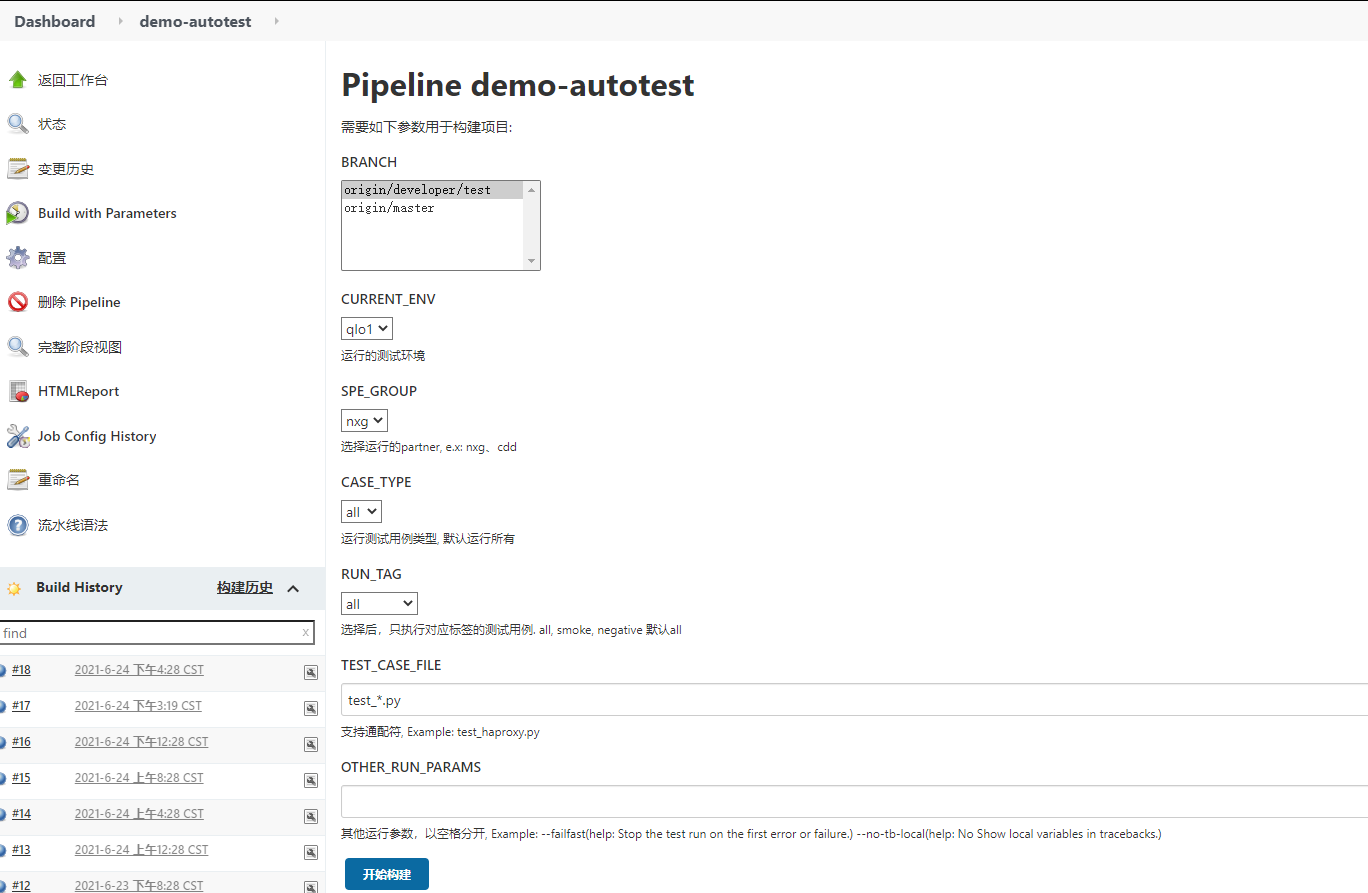 Dashboard demo-autotest
返回工作台
状态
变更历史
Build with Parameters
配置
删除 Pipeline
完整阶段视图
HTMLReport
Job Config History
重命名
流水线语法
Build History 构建历史
find x
#18 2021-6-24 下午4:28 CST
#17 2021-6-24 下午3:19 CST
#16 2021-6-24 下午12:28 CST
#15 2021-6-24 上午8:28 CST
#14 2021-6-24 上午4:28 CST
#13 2021-6-24 上午12:28 CST
#12 2021-6-23 下午8:28 CST
Pipeline demo-autotest
需要如下参数用于构建项目:
BRANCH
origin/developer/test
origin/master
CURRENT_ENV
qlo1
运行的测试环境
SPE_GROUP
nxg
选择运行的partner, e.x: nxg、cdd
CASE_TYPE
all
运行测试用例类型, 默认运行所有
RUN_TAG
all
选择后，只执行对应标签的测试用例. all, smoke, negative 默认all
TEST_CASE_FILE
test_*.py
支持通配符, Example: test_haproxy.py
OTHER_RUN_PARAMS
其他运行参数，以空格分开, Example: --failfast(help: Stop the test run on the first error or failure.) --no-tb-local(help: No Show local variables in tracebacks.)
开始构建